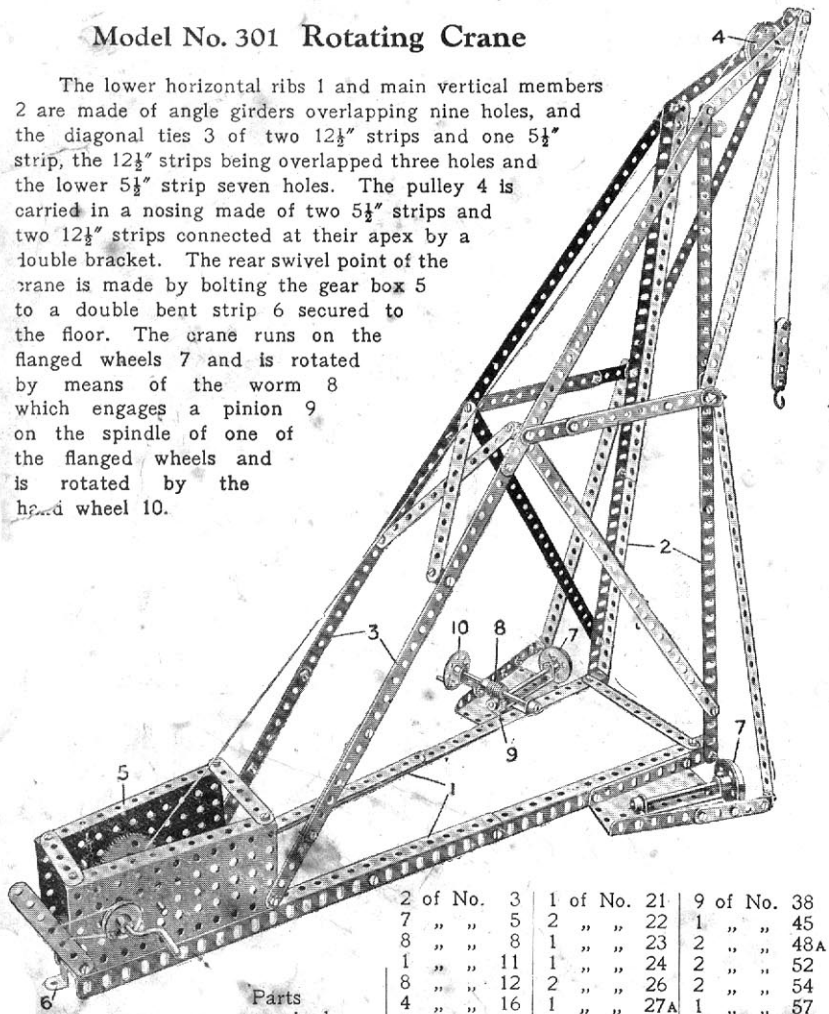 Model No. 301 Rotating Crane
The lower horizontal ribs 1 and main vertical members
2 are made of angle girders overlapping nine holes, and
the diagonal ties 3 of two 12½″ strips and one 5½″
strip, the 12½″ strips being overlapped three holes and
the lower 5½″ strip seven holes. The pulley 4 is
carried in a nosing made of two 5½″ strips and
two 12½″ strips connected at their apex by a
double bracket. The rear swivel point of the
crane is made by bolting the gear box 5
to a double bent strip 6 secured to
the floor. The crane runs on the
flanged wheels 7 and is rotated
by means of the worm 8
which engages a pinion 9
on the spindle of one of
the flanged wheels and
is rotated by the
hand wheel 10.
4
2
3
10 8 7
9
7
5
1
6
2 of No. 3 1 of No. 21 9 of No. 38
7 „ „ 5 2 „ „ 22 1 „ „ 45
8 „ „ 8 1 „ „ 23 2 „ „ 48A
1 „ „ 11 1 „ „ 24 2 „ „ 52
8 „ „ 12 2 „ „ 26 2 „ „ 54
Parts 4 „ „ 16 1 „ „ 27A 1 „ „ 57